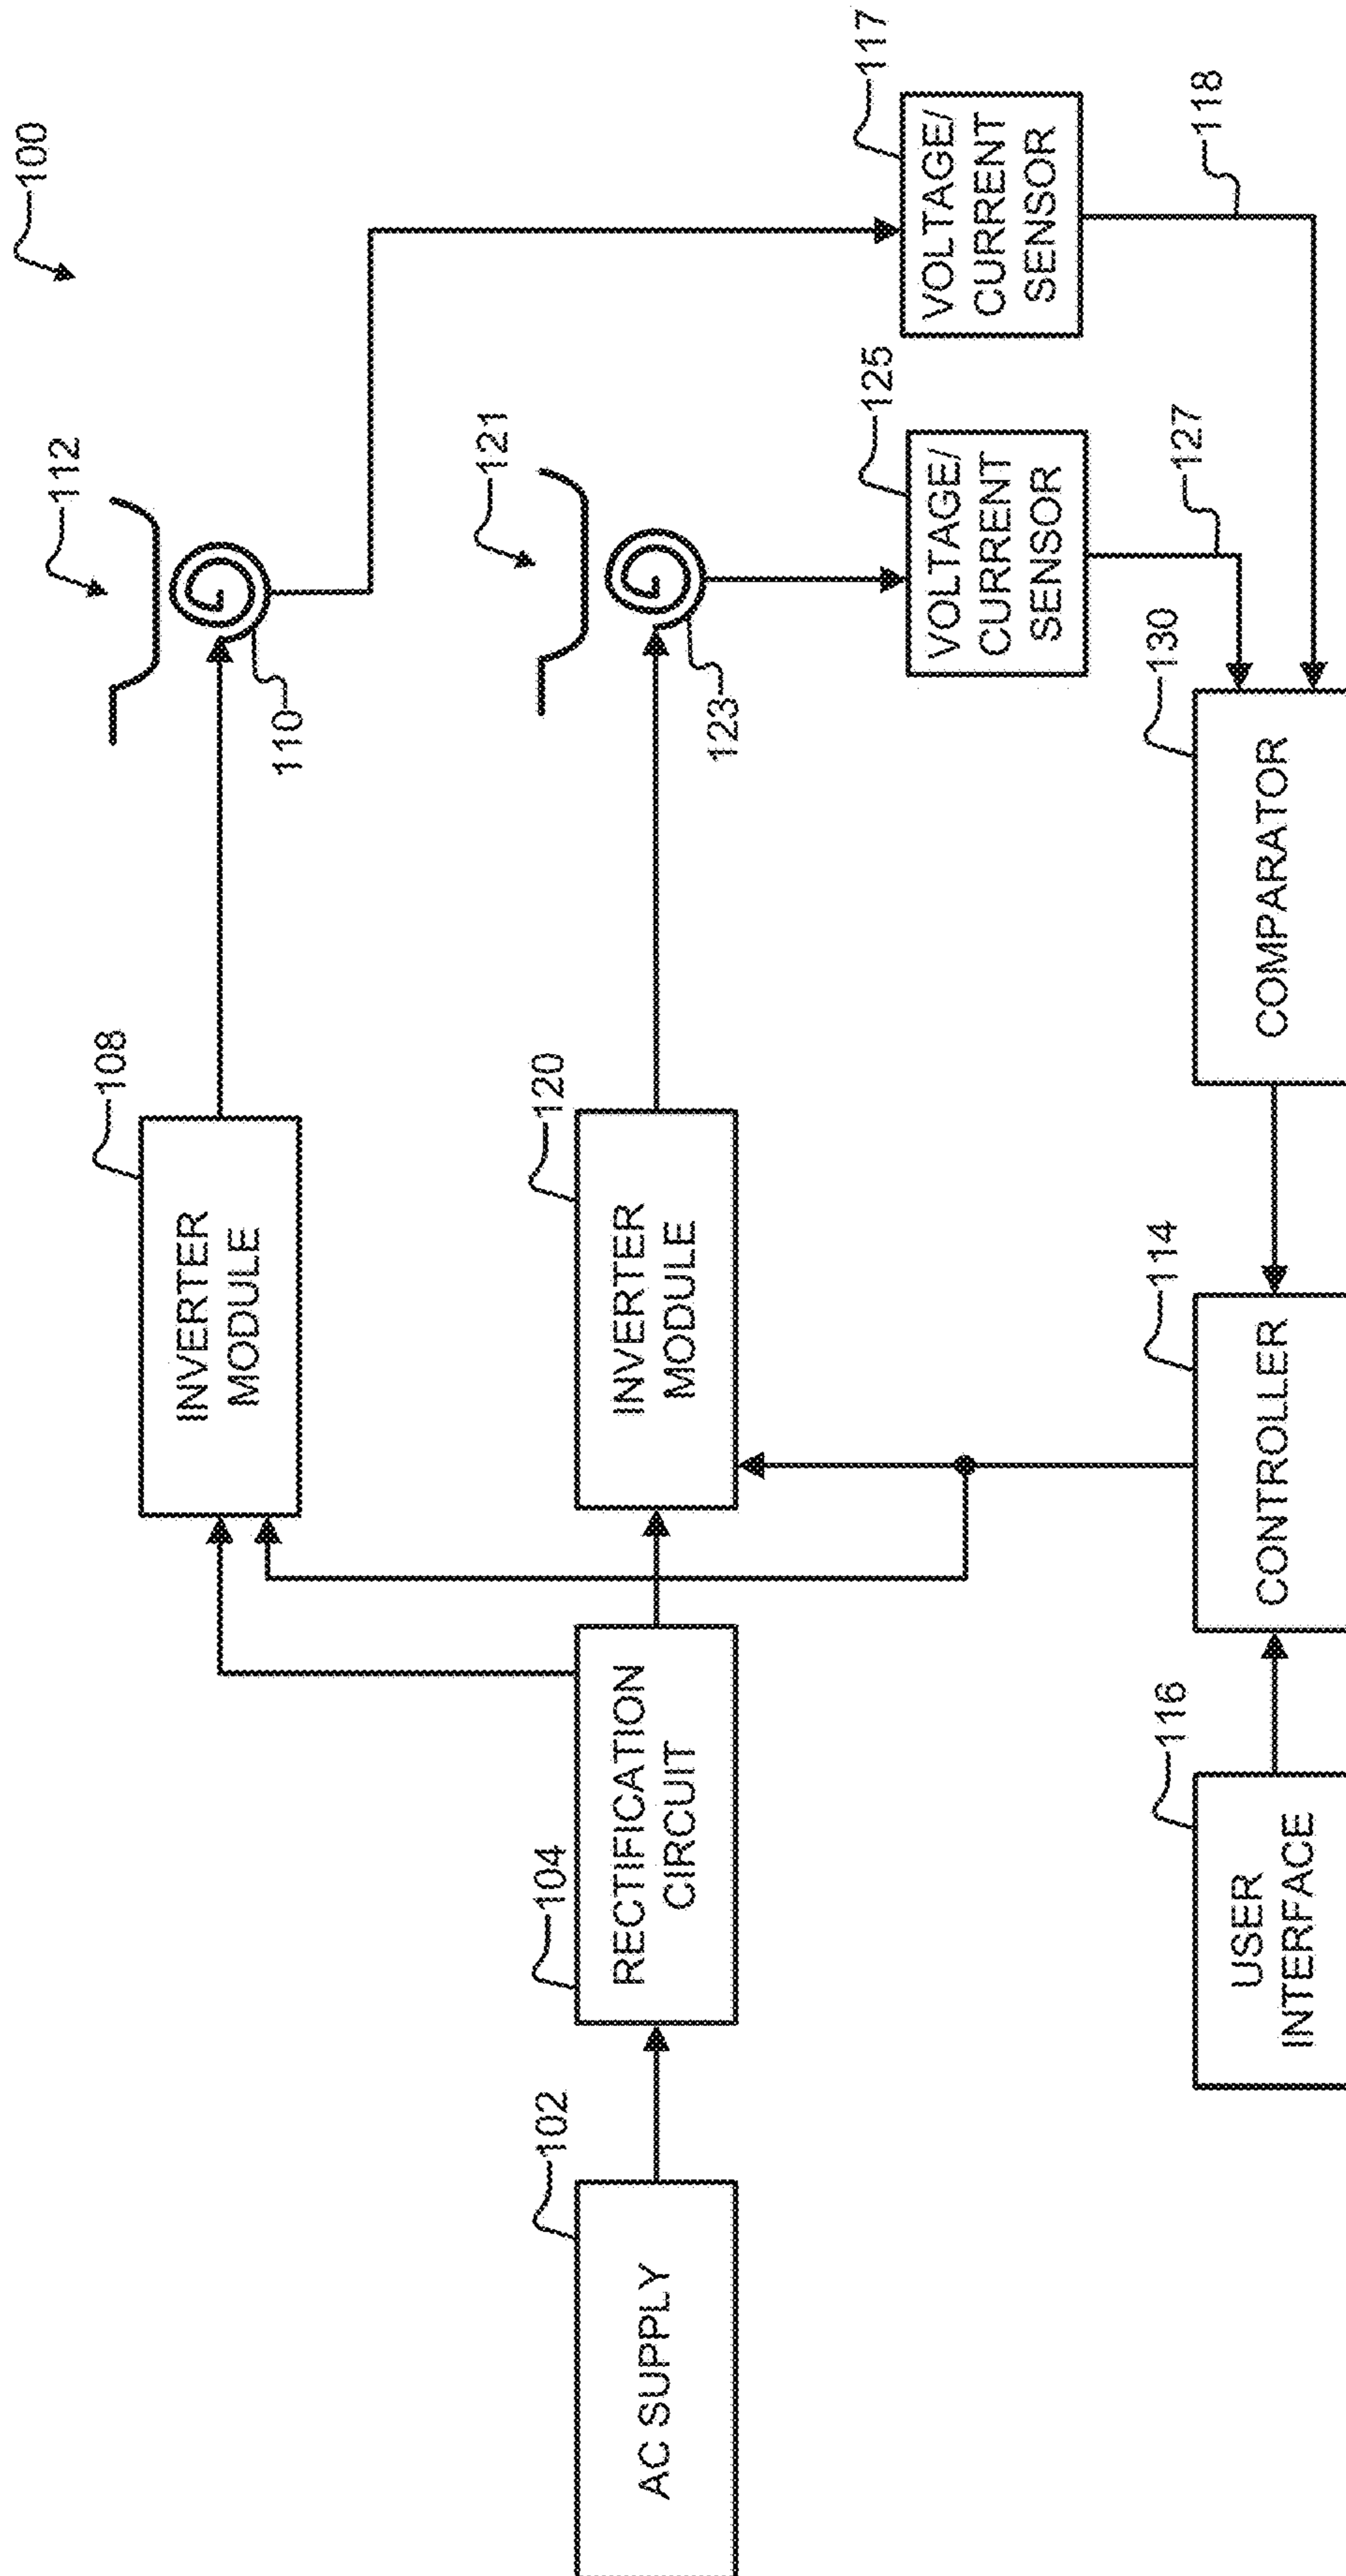 100
112
110
108
INVERTER
MODULE
121
123
120
INVERTER
MODULE
104
RECTIFICATION
CIRCUIT
102
AC SUPPLY
117
VOLTAGE/
CURRENT
SENSOR
118
125
VOLTAGE/
CURRENT
SENSOR
127
130
COMPARATOR
114
CONTROLLER
116
USER
INTERFACE